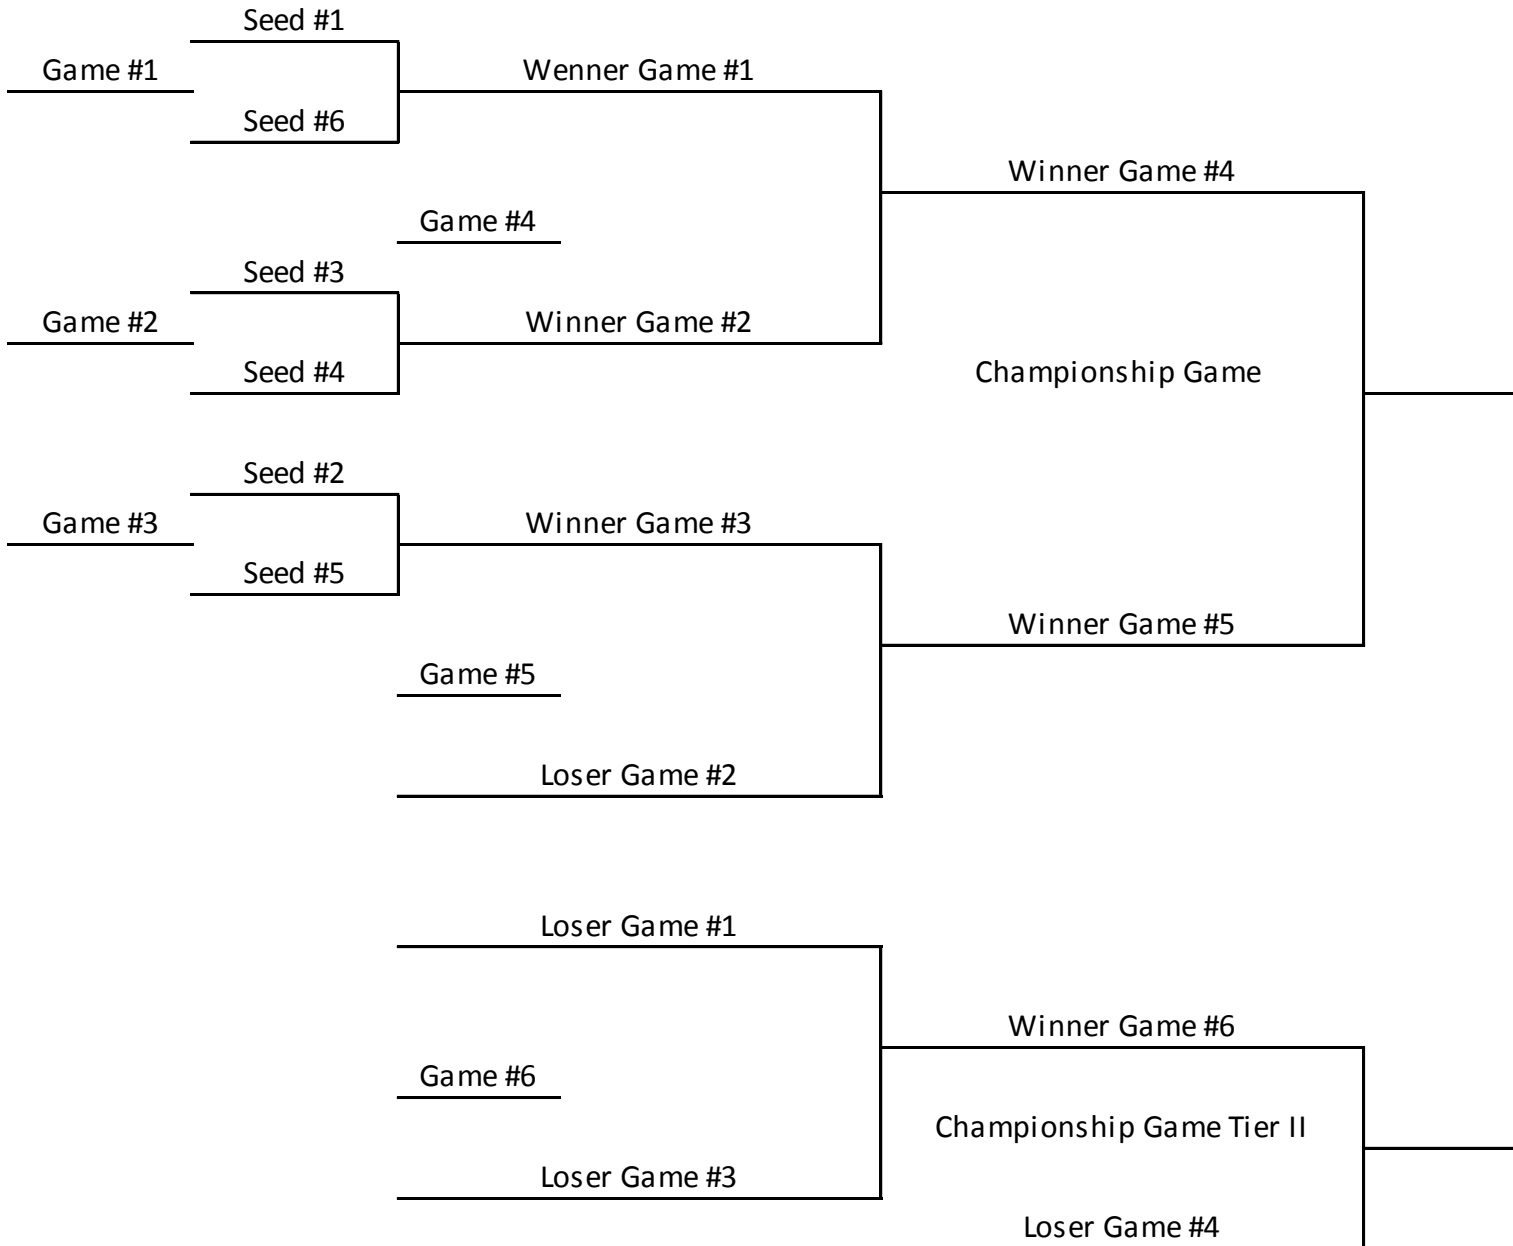 Seed #1
Game #1
Wenner Game #1
Seed #6
Winner Game #4
Game #4
Seed #3
Game #2
Winner Game #2
Seed #4
Championship Game
Seed #2
Game #3
Winner Game #3
Seed #5
Winner Game #5
Game #5
Loser Game #2
Loser Game #1
Winner Game #6
Game #6
Championship Game Tier II
Loser Game #3
Loser Game #4